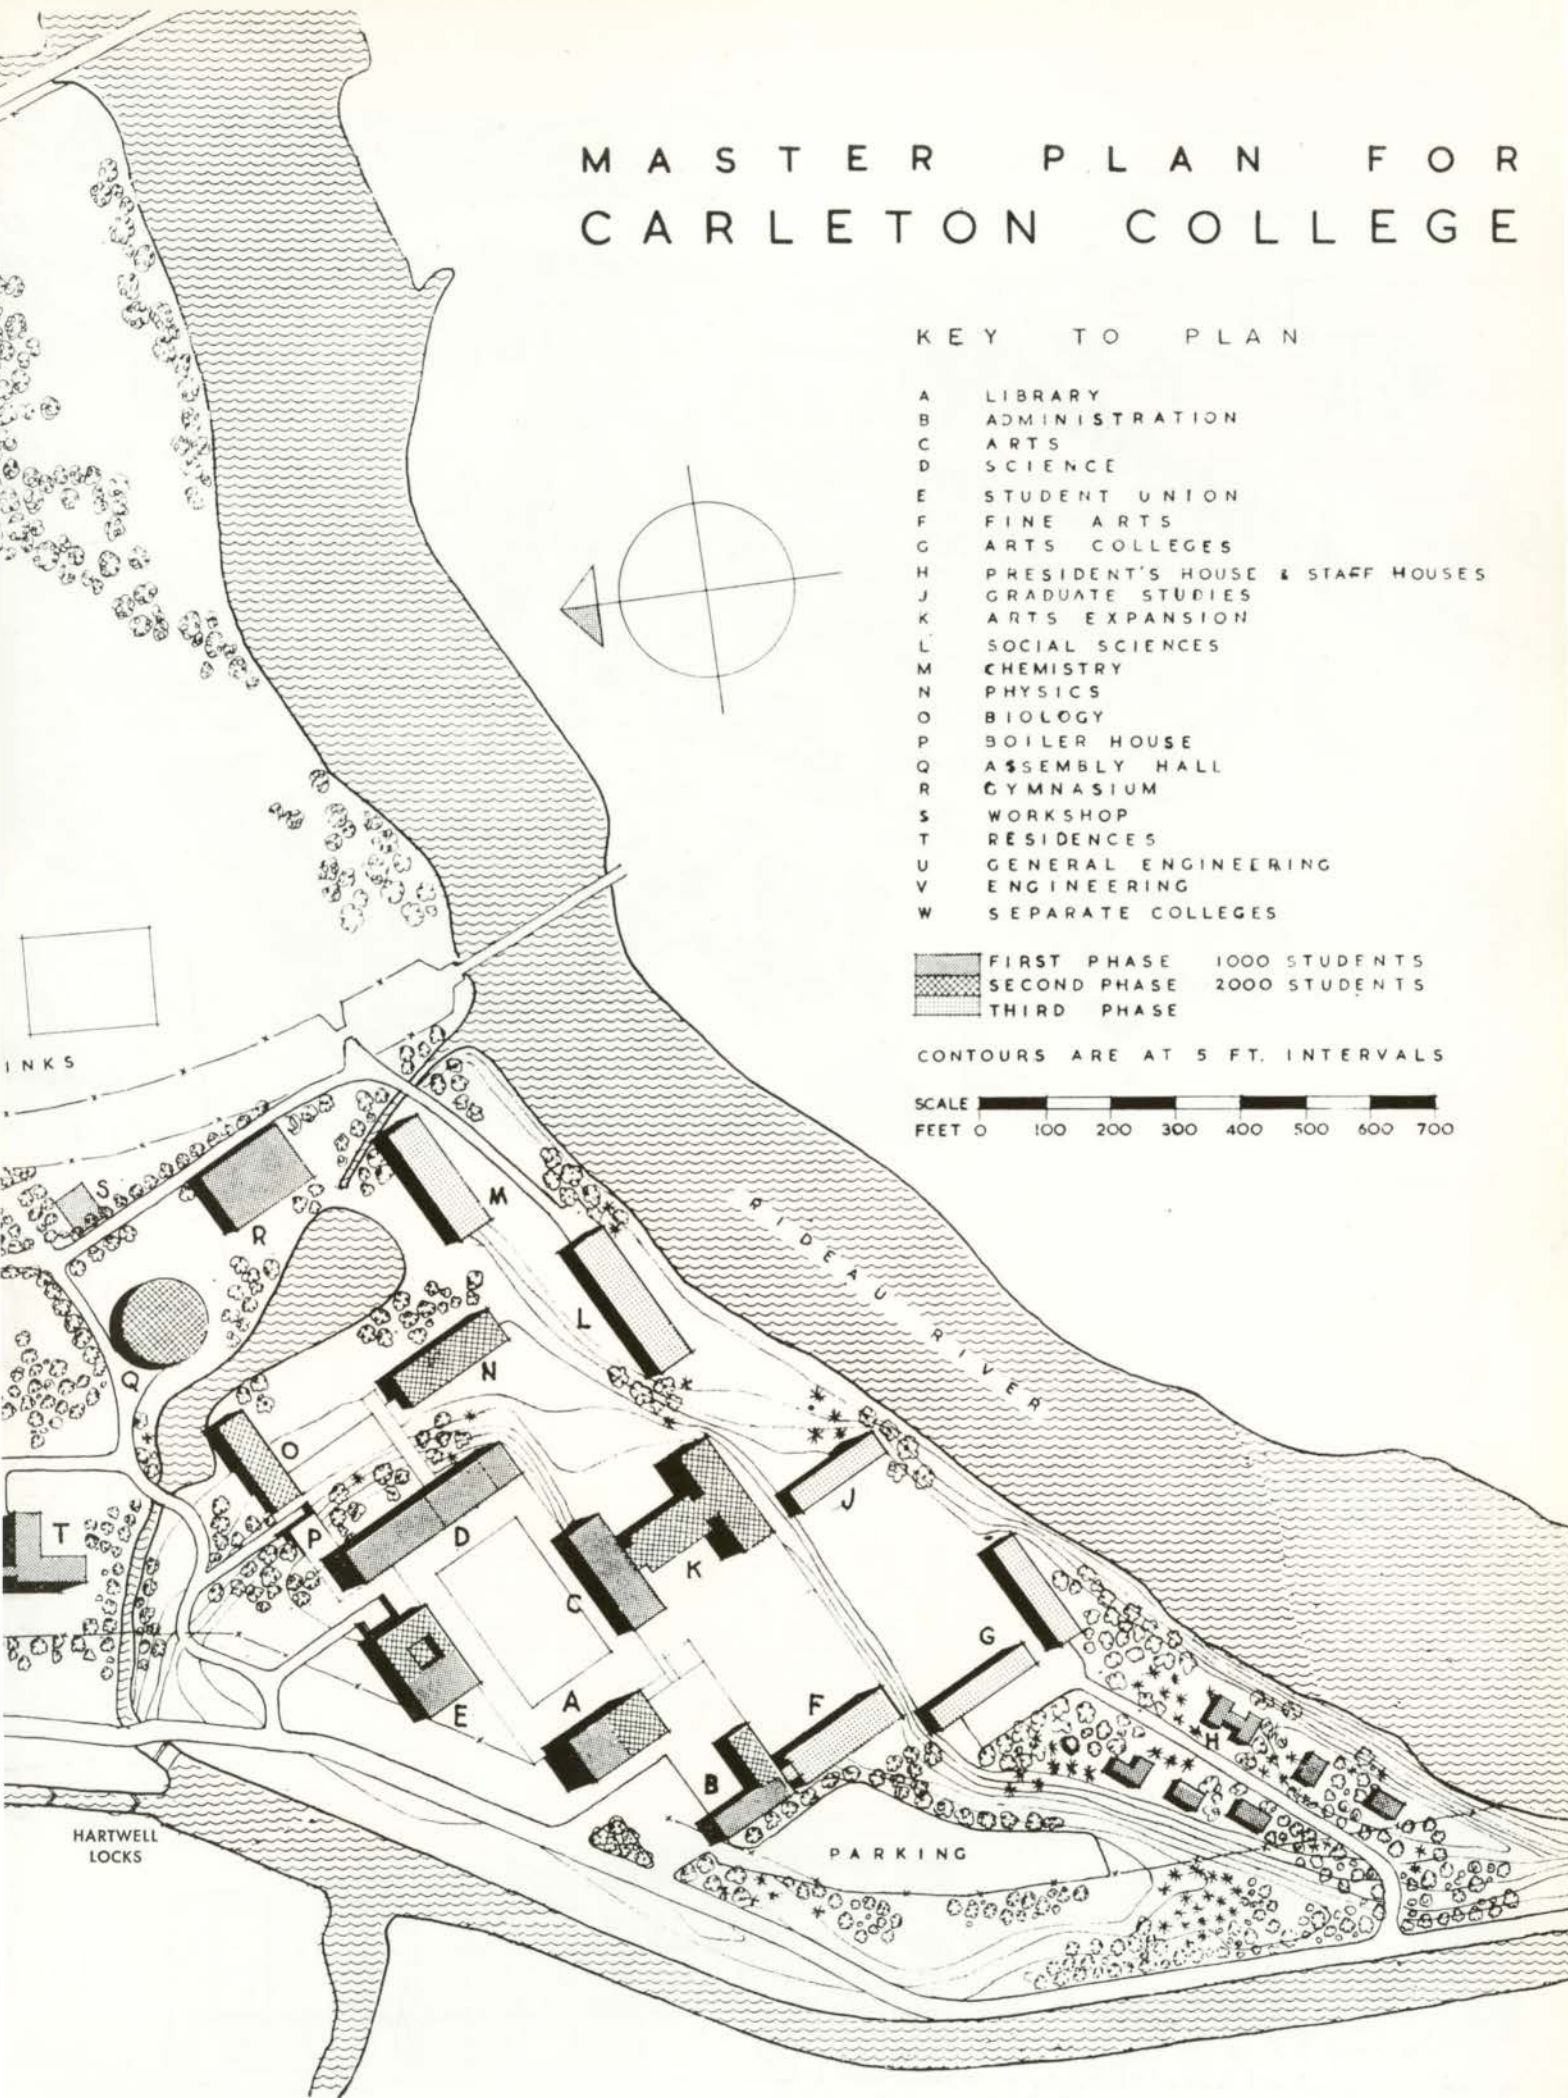 MASTER PLAN FOR
CARLETON COLLEGE
KEY TO PLAN
A LIBRARY
B ADMINISTRATION
C ARTS
D SCIENCE
E STUDENT UNION
F FINE ARTS
G ARTS COLLEGES
H PRESIDENT'S HOUSE & STAFF HOUSES
J GRADUATE STUDIES
K ARTS EXPANSION
L SOCIAL SCIENCES
M CHEMISTRY
N PHYSICS
O BIOLOGY
P BOILER HOUSE
Q ASSEMBLY HALL
R GYMNASIUM
S WORKSHOP
T RESIDENCES
U GENERAL ENGINEERING
V ENGINEERING
W SEPARATE COLLEGES
FIRST PHASE 1000 STUDENTS
SECOND PHASE 2000 STUDENTS
THIRD PHASE
CONTOURS ARE AT 5 FT. INTERVALS
SCALE
FEET 0 100 200 300 400 500 600 700
INKS
S
R
M
Q
L
N
RIDEAU RIVER
O
T
P
D
J
K
C
G
E
A
F
H
B
HARTWELL
LOCKS
PARKING